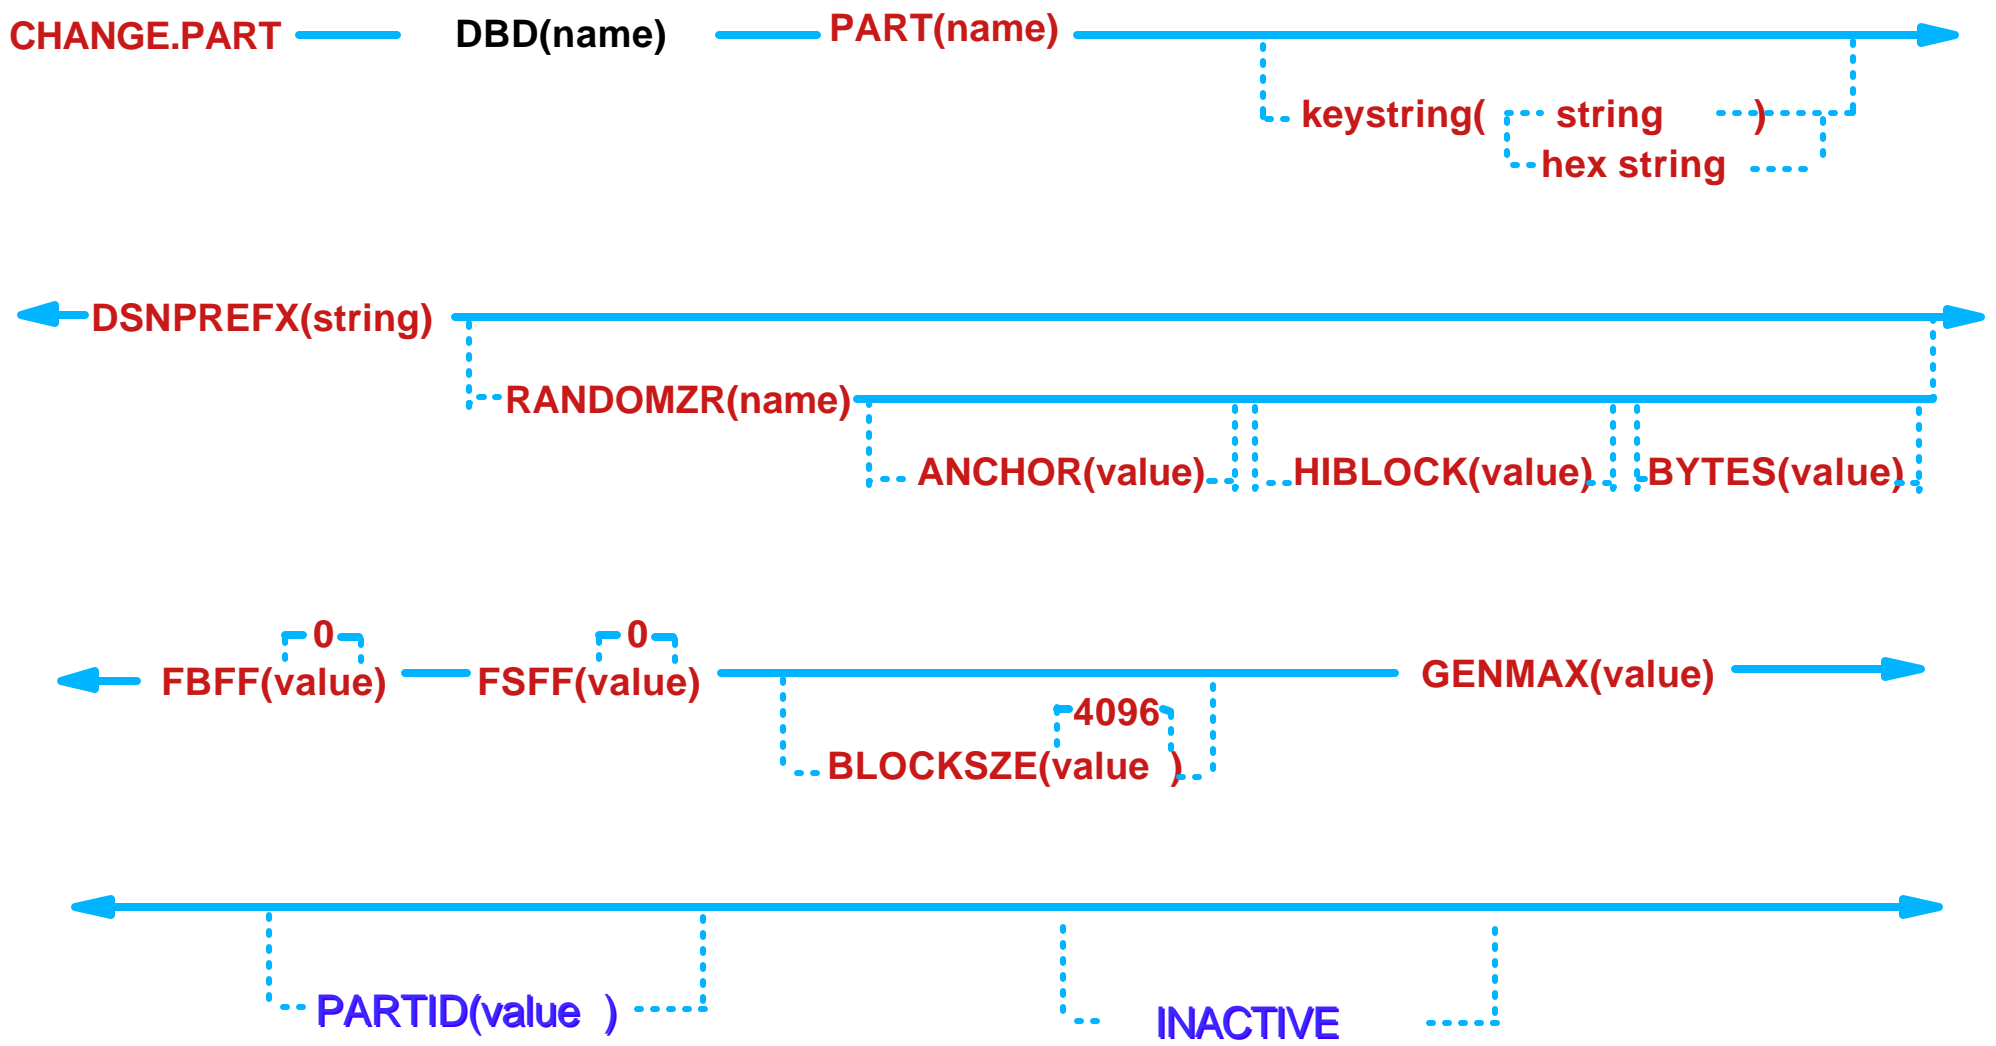 CHANGE.PART DBD(name) PART(name)
keystring( string )
hex string
DSNPREFX(string)
RANDOMZR(name)
ANCHOR(value) HIBLOCK(value) BYTES(value)
0 0
FBFF(value) FSFF(value) GENMAX(value)
4096
BLOCKSZE(value )
PARTID(value ) INACTIVE